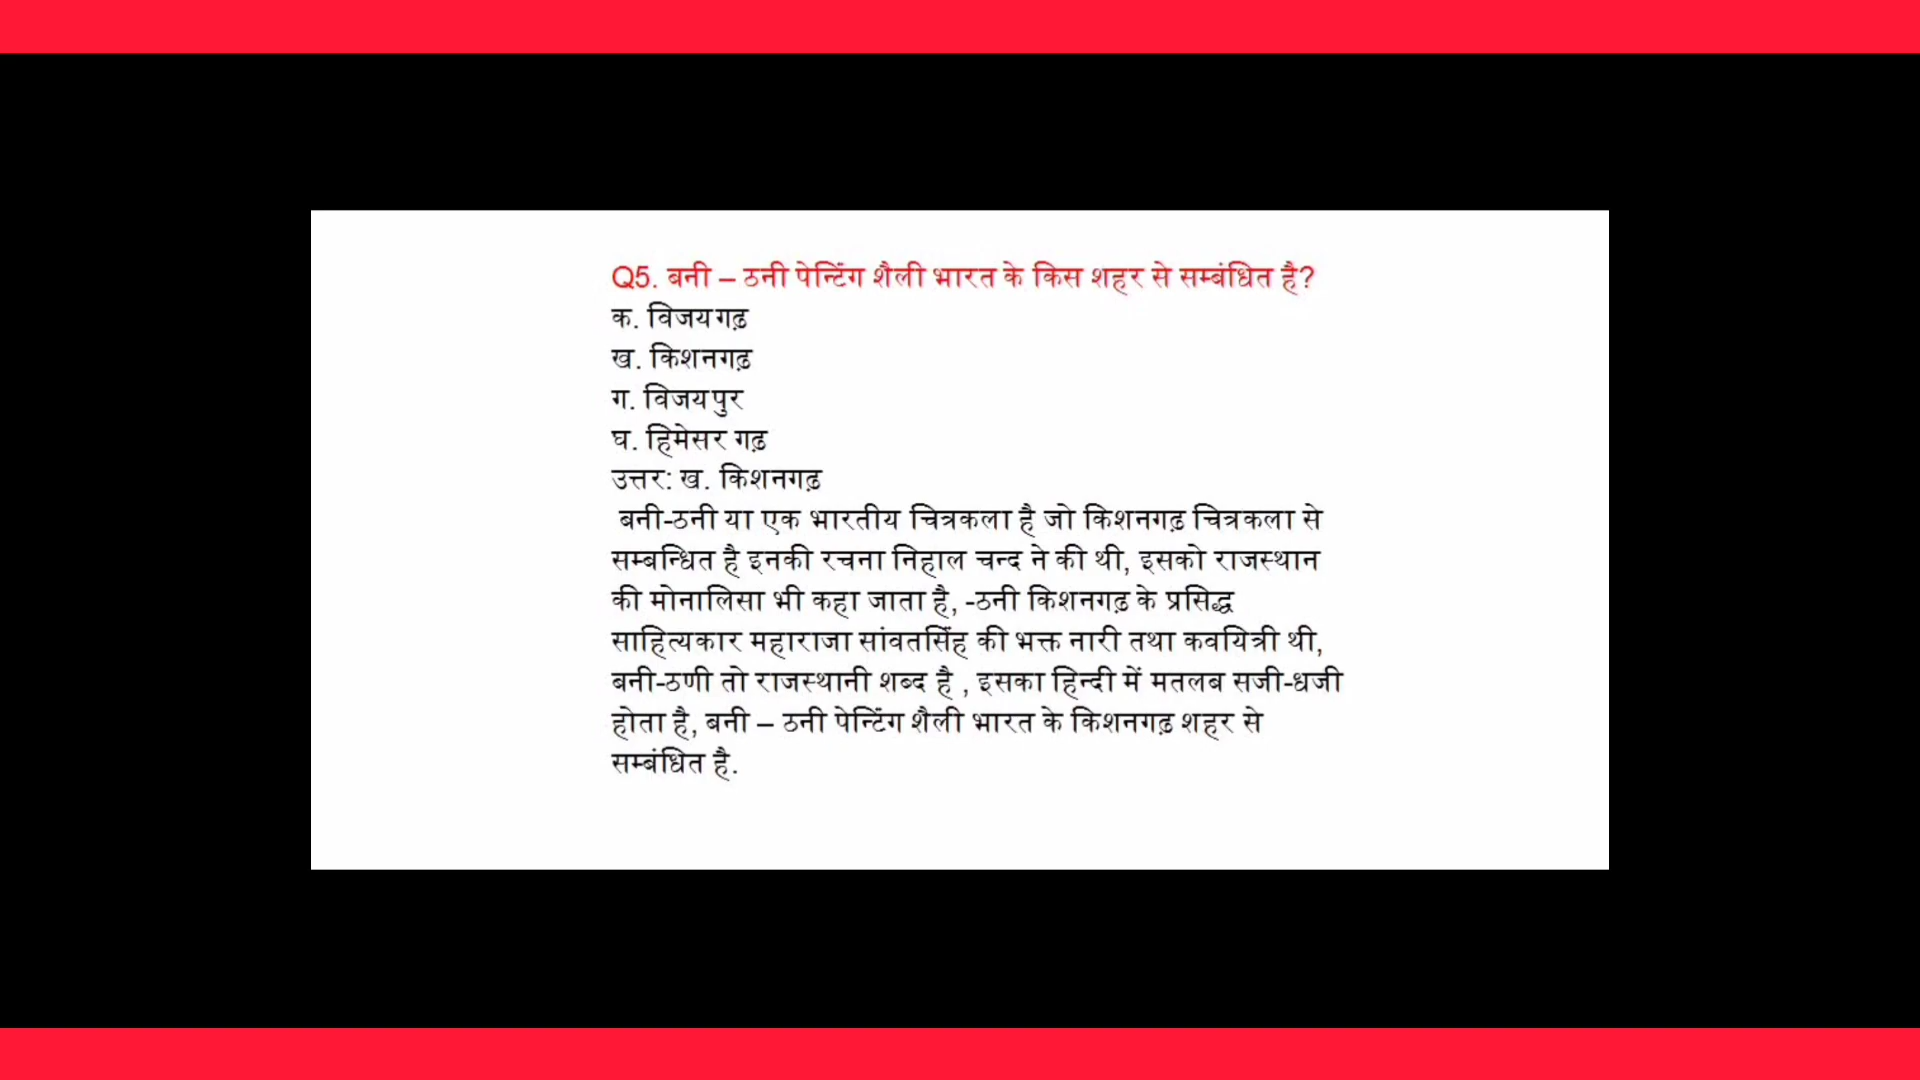 Q5. बनी – ठनी पेन्टिंग शैली भारत के किस शहर से सम्बंधित है?
क. विजयगढ़
ख. किशनगढ़
ग. विजयपुर
घ. हिमेसर गढ़
उत्तर: ख. किशनगढ़
बनी-ठनी या एक भारतीय चित्रकला है जो किशनगढ़ चित्रकला से
सम्बन्धित है इनकी रचना निहाल चन्द ने की थी, इसको राजस्थान
की मोनालिसा भी कहा जाता है, -ठनी किशनगढ़ के प्रसिद्ध
साहित्यकार महाराजा सांवतसिंह की भक्त नारी तथा कवयित्री थी,
बनी-ठणी तो राजस्थानी शब्द है , इसका हिन्दी में मतलब सजी-धजी
होता है, बनी – ठनी पेन्टिंग शैली भारत के किशनगढ़ शहर से
सम्बंधित है.